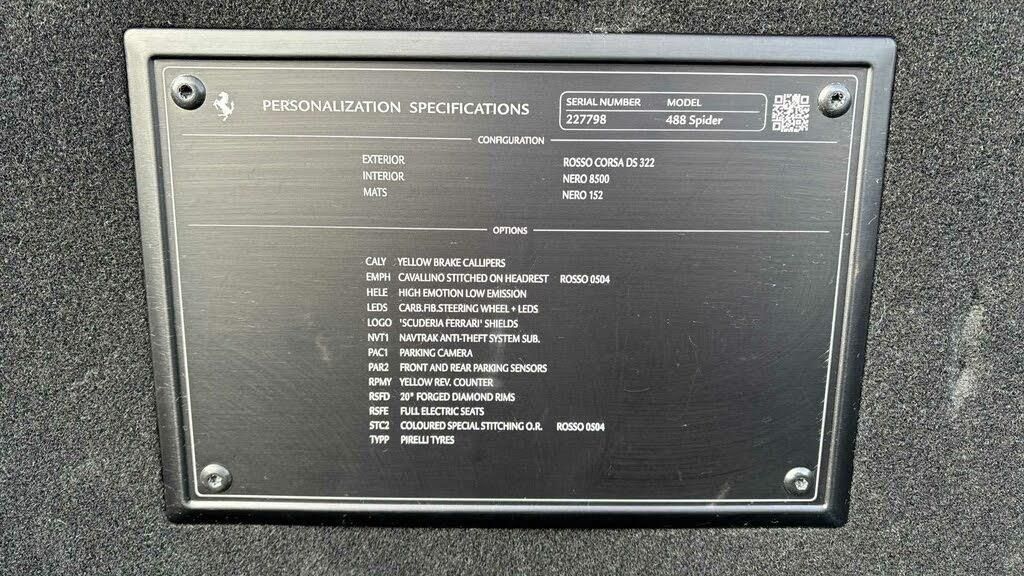 PERSONALIZATION SPECIFICATIONS
SERIAL NUMBER MODEL
227798 488 Spider
CONFIGURATION
EXTERIOR ROSSO CORSA DS 322
INTERIOR NERO 8500
MATS NERO 152
OPTIONS
CALY YELLOW BRAKE CALLIPERS
EMPH CAVALLINO STITCHED ON HEADREST ROSSO 0504
HELE HIGH EMOTION LOW EMISSION
LEDS CARB.FIB.STEERING WHEEL + LEDS
LOGO 'SCUDERIA FERRARI' SHIELDS
NVT1 NAVTRAK ANTI-THEFT SYSTEM SUB.
PAC1 PARKING CAMERA
PAR2 FRONT AND REAR PARKING SENSORS
RPMY YELLOW REV. COUNTER
RSFD 20" FORGED DIAMOND RIMS
RSFE FULL ELECTRIC SEATS
STC2 COLOURED SPECIAL STITCHING O.R. ROSSO 0504
TYPP PIRELLI TYRES